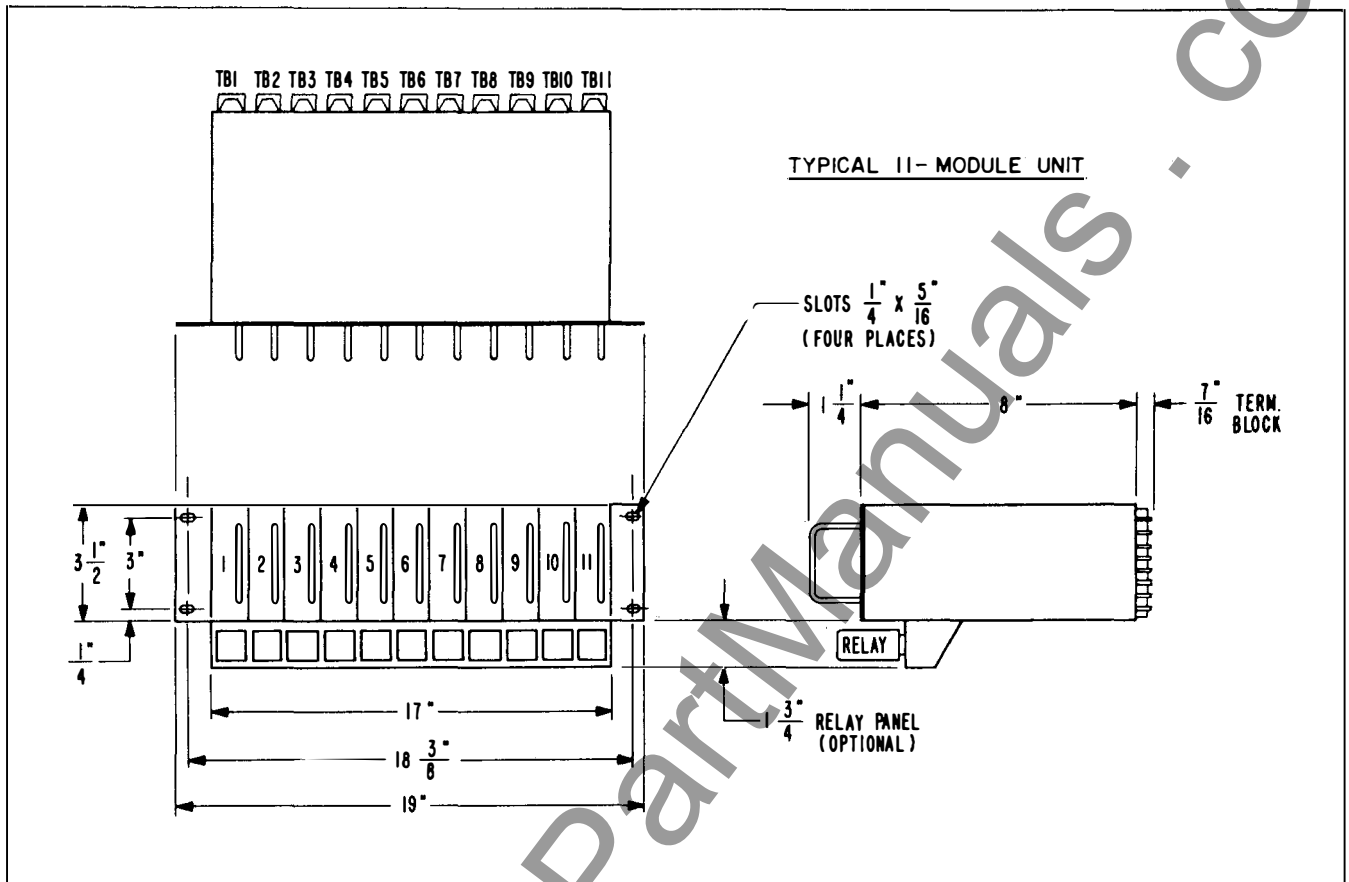 TB1 TB2 TB3 TB4 TB5 TB6 TB7 TB8 TB9 TB10 TB11
TYPICAL 11-MODULE UNIT
SLOTS 1/4" X 5/16"
(FOUR PLACES)
1 1/4"
8"
7/16" TERM.
BLOCK
3 1/2"
3"
1/4"
1 2 3 4 5 6 7 8 9 10 11
RELAY
17"
1 3/4" RELAY PANEL
(OPTIONAL)
18 3/8"
19"
PartManuals . co